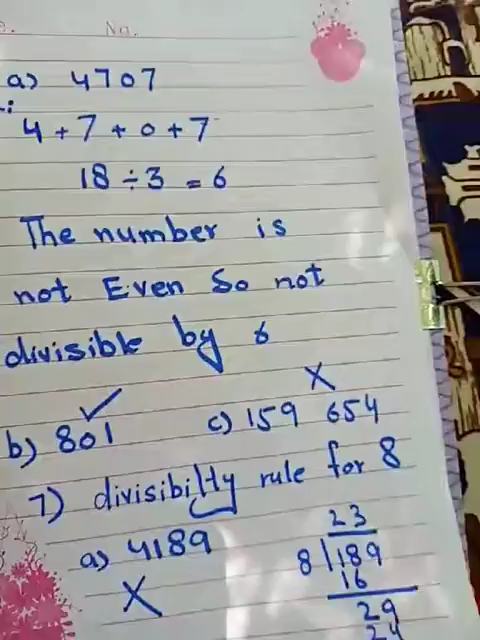 No.
a) 4707
4 + 7 + 0 + 7
18 ÷ 3 = 6
The number is
not Even So not
divisible by 6
b) 801 ✓ c) 159 654 X
7) divisibilty rule for 8
a) 4189 X
23
8 | 189
16
29
24